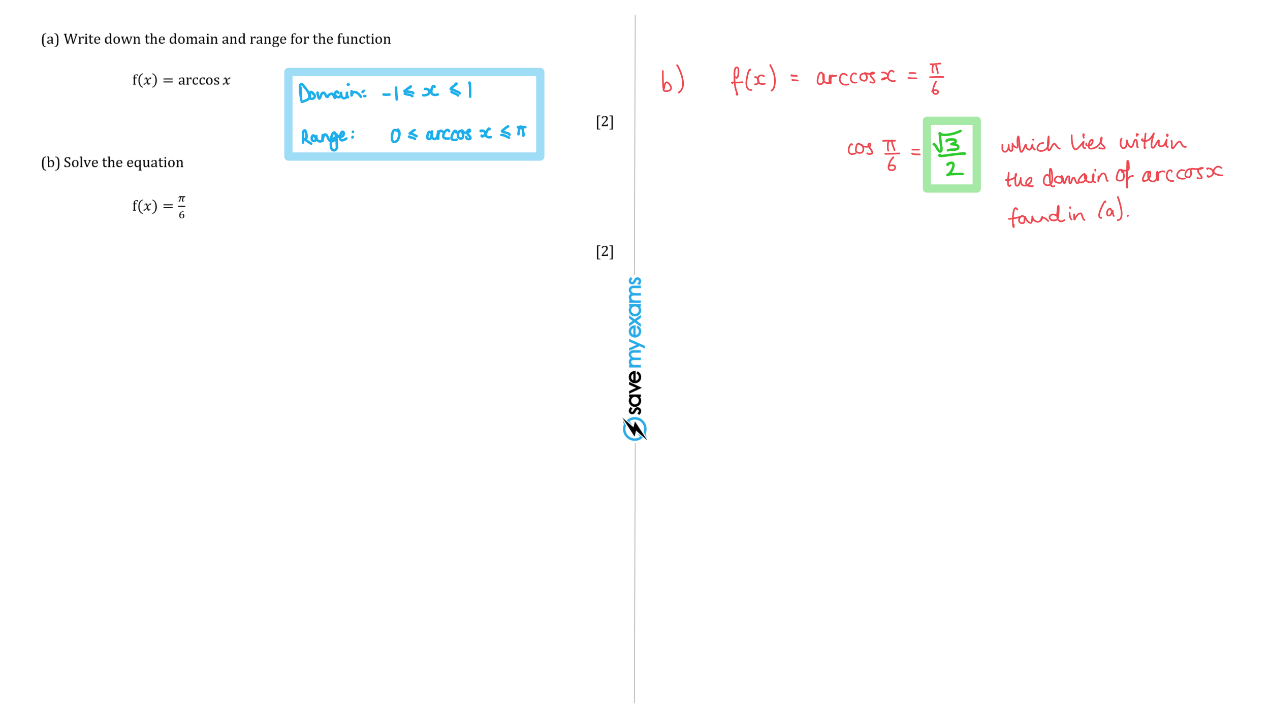 (a) Write down the domain and range for the function
f(x) = arccos x
Domain: -1 ⩽ x ⩽ 1
Range: 0 ⩽ arccos x ⩽ π
[2]
(b) Solve the equation
f(x) = π/6
[2]
save my exams
b) f(x) = arccos x = π/6
cos π/6 = √3/2 which lies within
the domain of arccosx
found in (a).